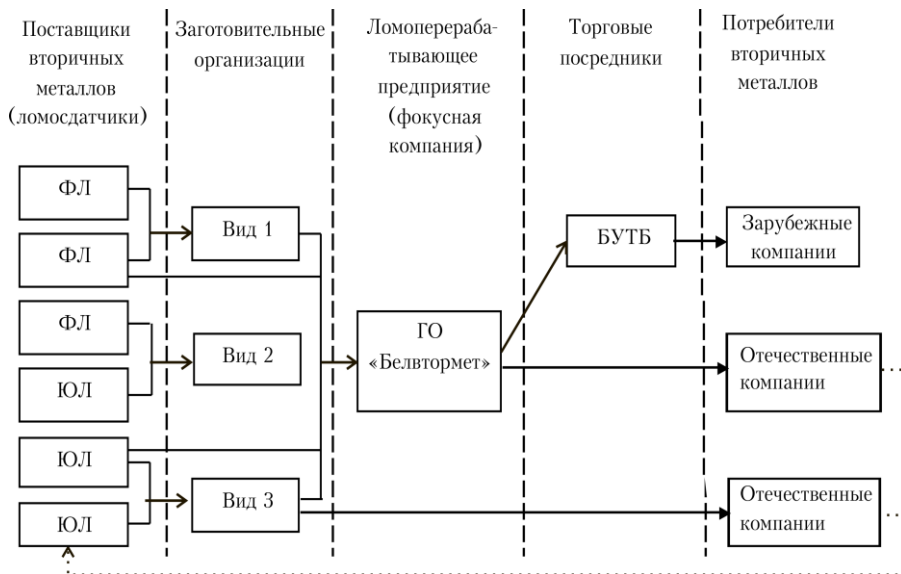 Поставщики
вторичных
металлов
(ломосдатчики)
Заготовительные
организации
Ломоперераба-
тывающее
предприятие
(фокусная
компания)
Торговые
посредники
Потребители
вторичных
металлов
ФЛ
ФЛ
ФЛ
ЮЛ
ЮЛ
ЮЛ
Вид 1
Вид 2
Вид 3
ГО
«Белвтормет»
БУТБ
Зарубежные
компании
Отечественные
компании
Отечественные
компании